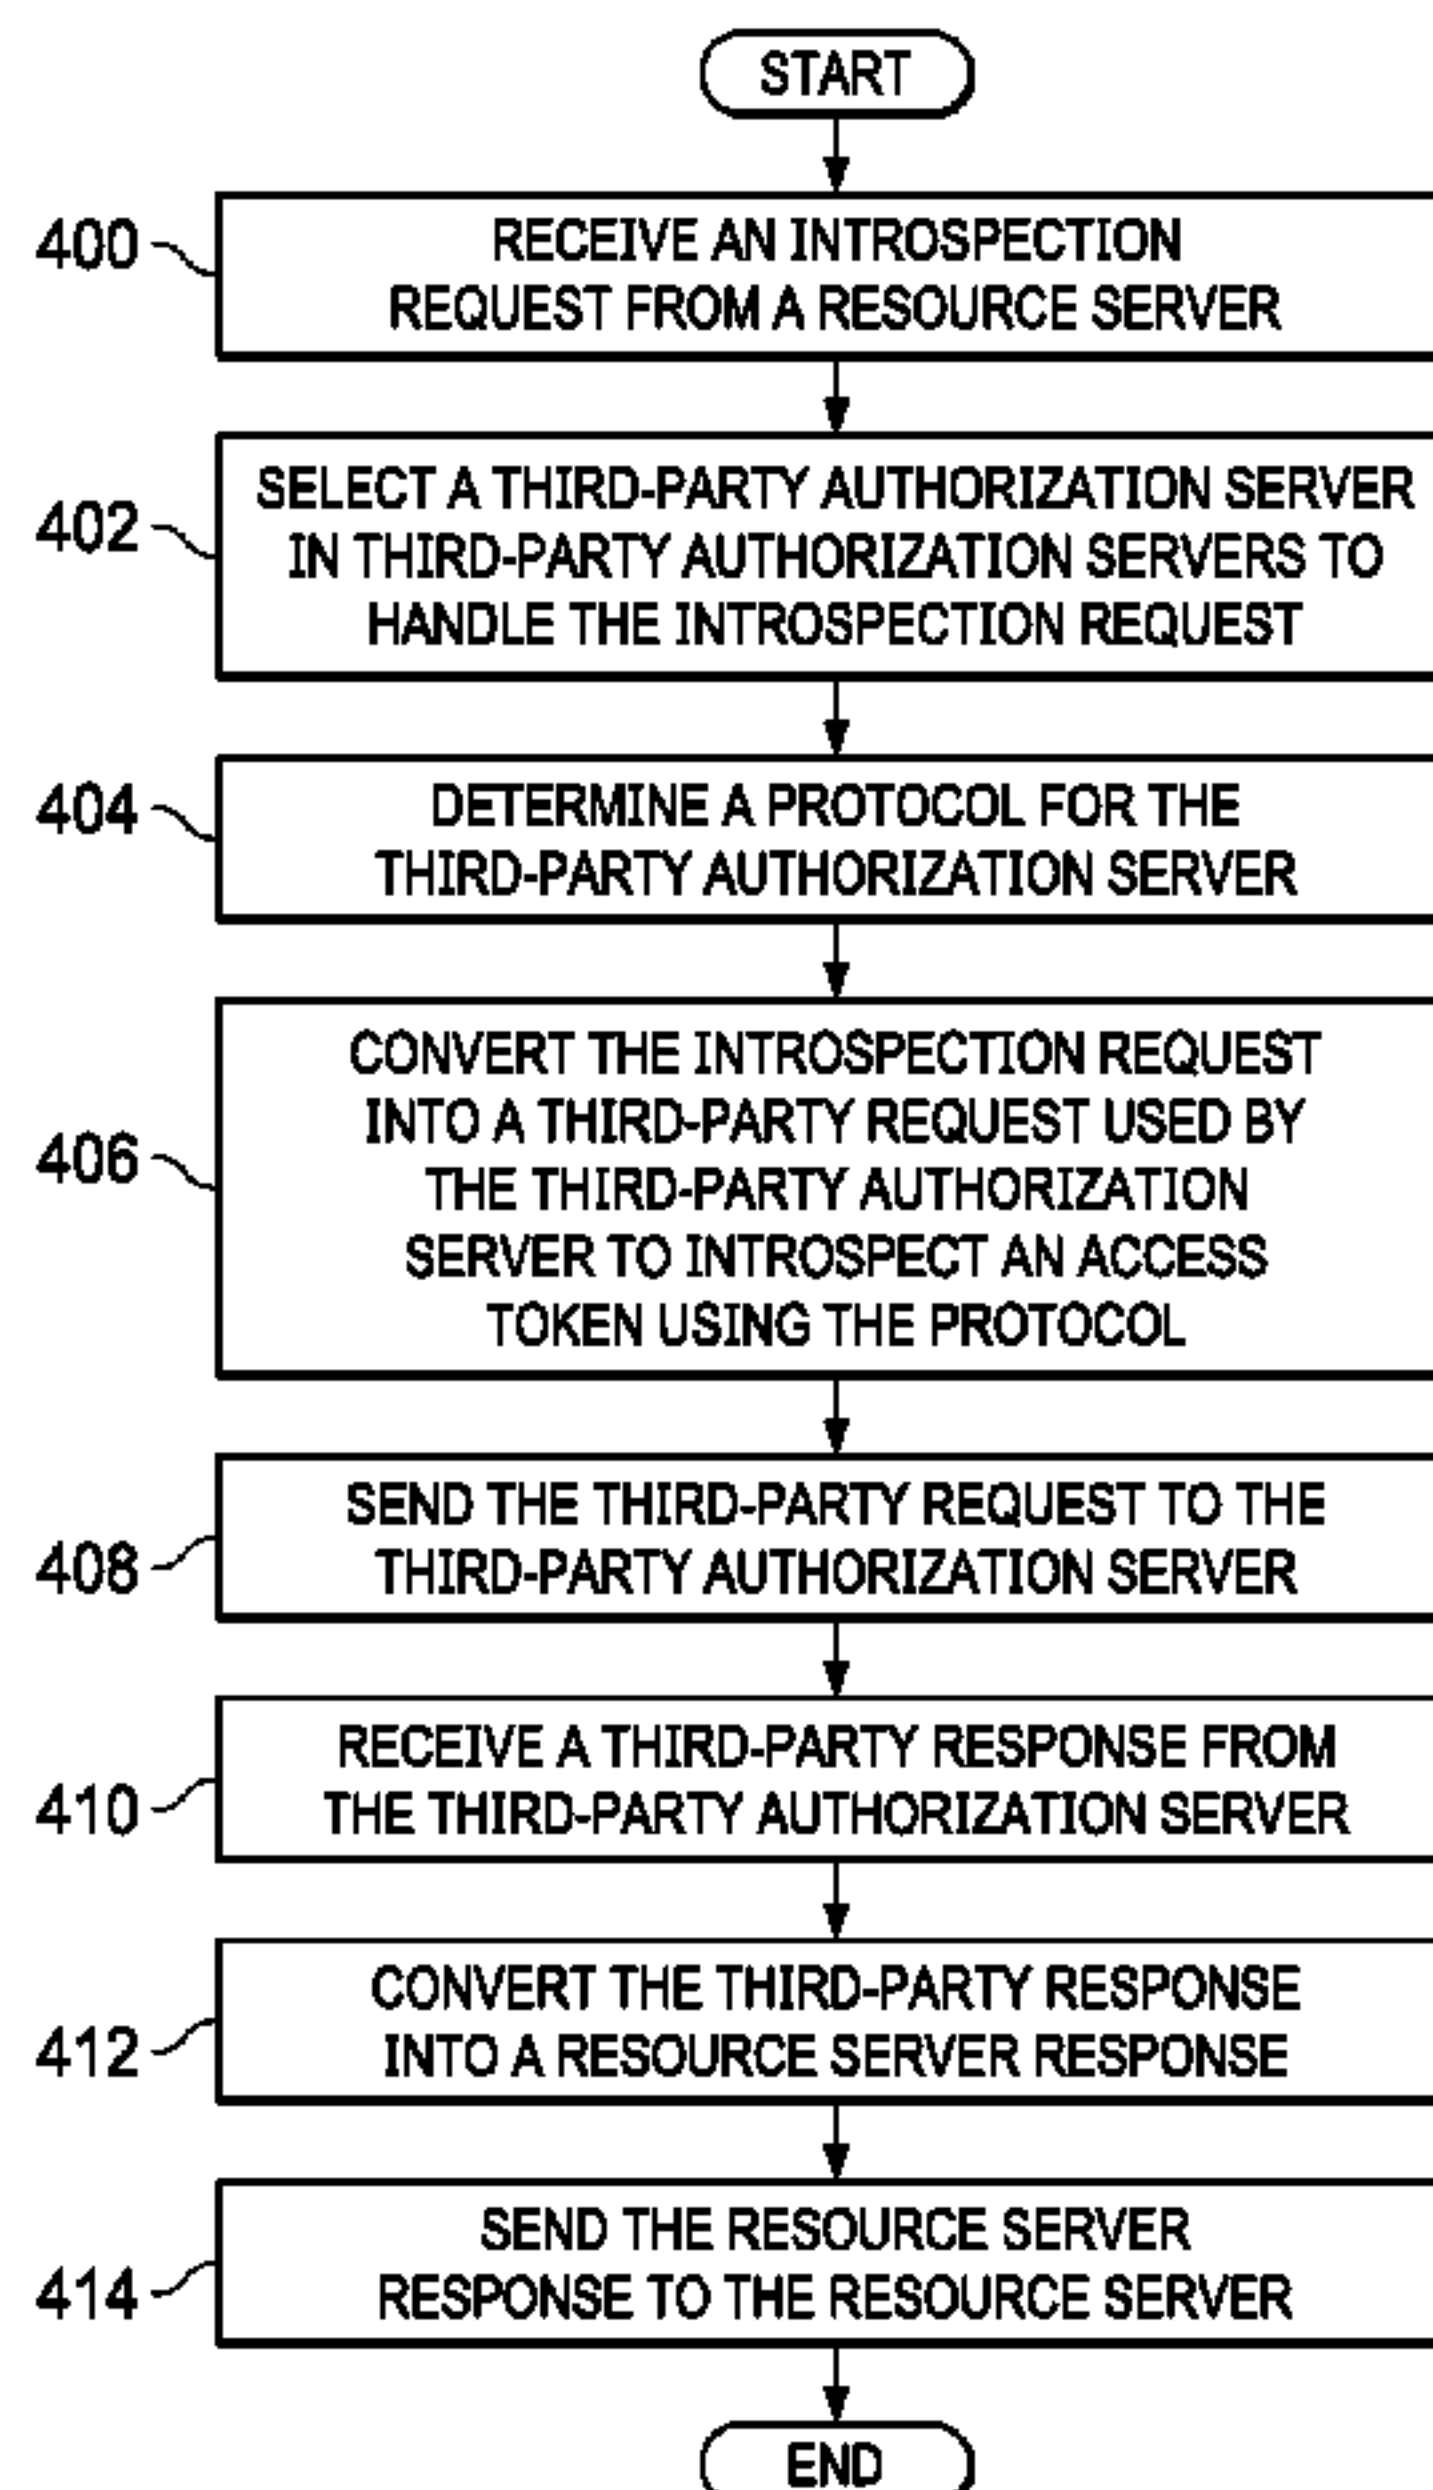 START
400
RECEIVE AN INTROSPECTION
REQUEST FROM A RESOURCE SERVER
402
SELECT A THIRD-PARTY AUTHORIZATION SERVER
IN THIRD-PARTY AUTHORIZATION SERVERS TO
HANDLE THE INTROSPECTION REQUEST
404
DETERMINE A PROTOCOL FOR THE
THIRD-PARTY AUTHORIZATION SERVER
406
CONVERT THE INTROSPECTION REQUEST
INTO A THIRD-PARTY REQUEST USED BY
THE THIRD-PARTY AUTHORIZATION
SERVER TO INTROSPECT AN ACCESS
TOKEN USING THE PROTOCOL
408
SEND THE THIRD-PARTY REQUEST TO THE
THIRD-PARTY AUTHORIZATION SERVER
410
RECEIVE A THIRD-PARTY RESPONSE FROM
THE THIRD-PARTY AUTHORIZATION SERVER
412
CONVERT THE THIRD-PARTY RESPONSE
INTO A RESOURCE SERVER RESPONSE
414
SEND THE RESOURCE SERVER
RESPONSE TO THE RESOURCE SERVER
END